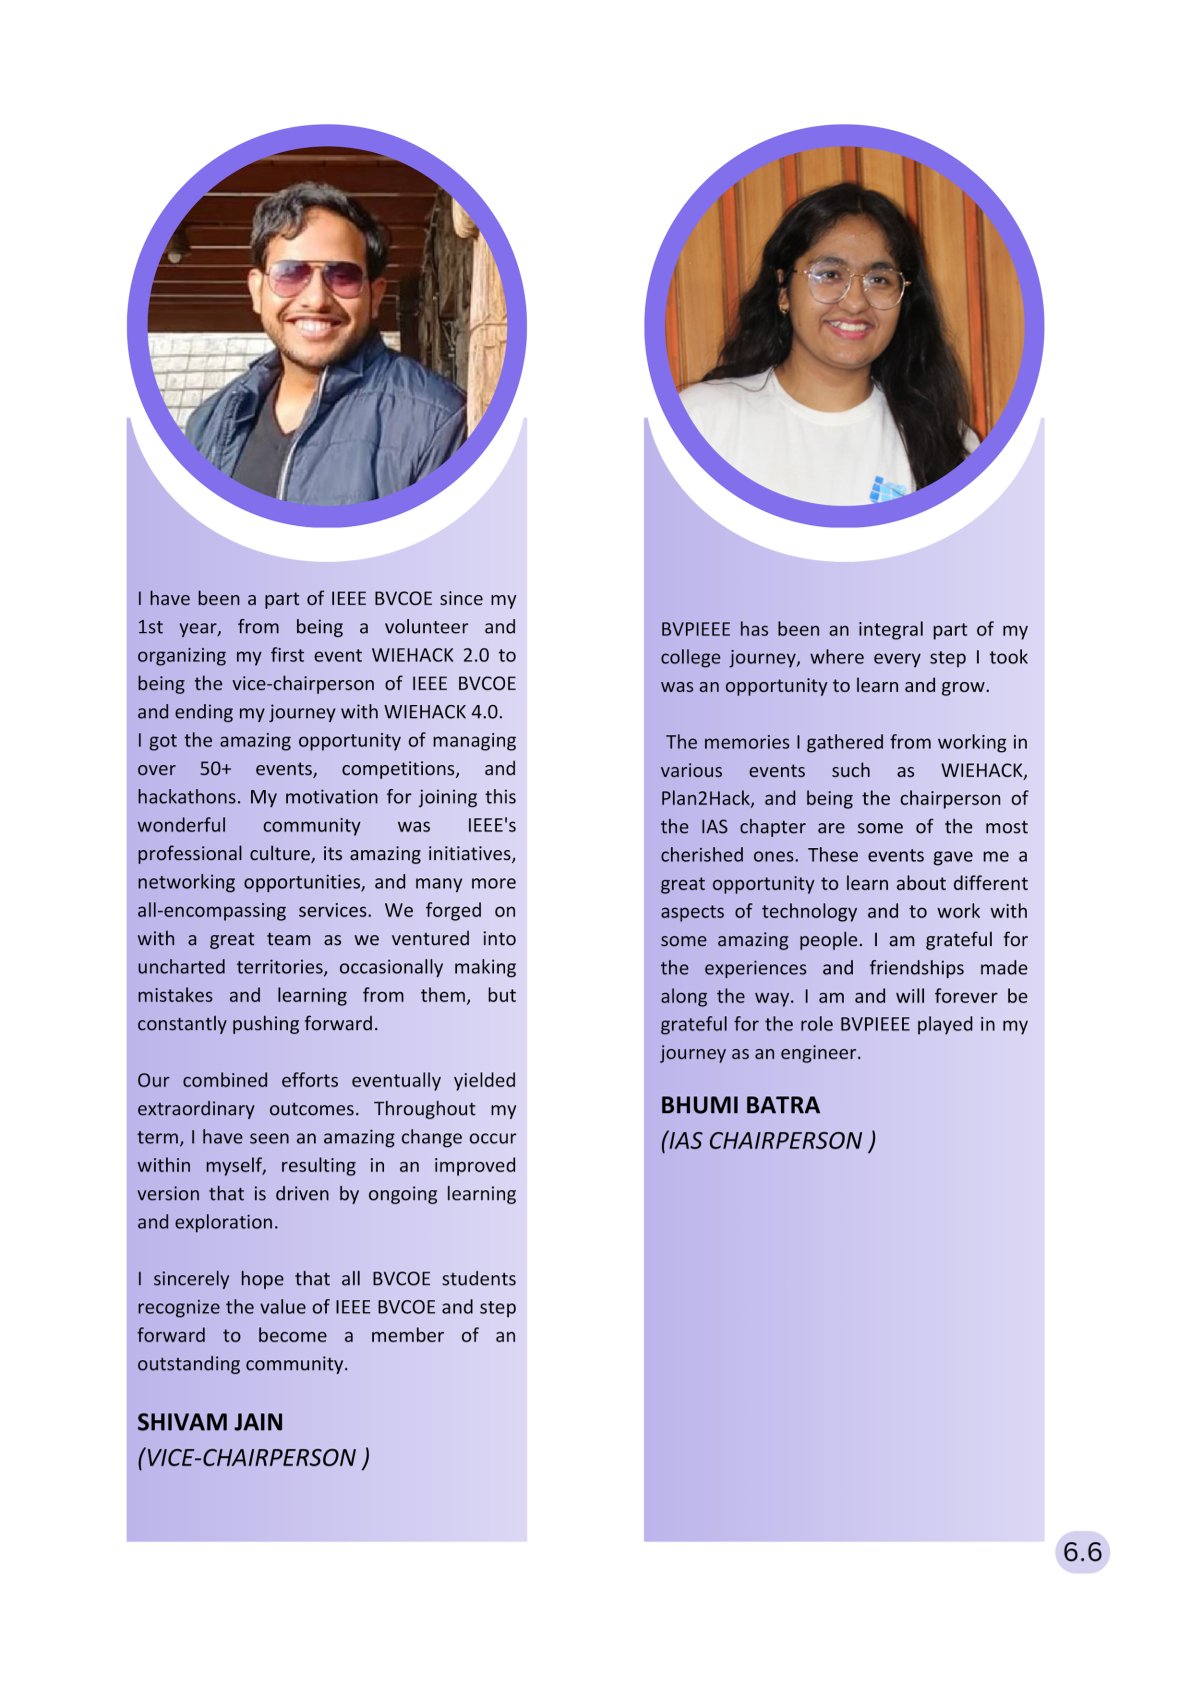 I have been a part of IEEE BVCOE since my
1st year, from being a volunteer and
organizing my first event WIEHACK 2.0 to
being the vice-chairperson of IEEE BVCOE
and ending my journey with WIEHACK 4.0.
I got the amazing opportunity of managing
over 50+ events, competitions, and
hackathons. My motivation for joining this
wonderful community was IEEE's
professional culture, its amazing initiatives,
networking opportunities, and many more
all-encompassing services. We forged on
with a great team as we ventured into
uncharted territories, occasionally making
mistakes and learning from them, but
constantly pushing forward.
Our combined efforts eventually yielded
extraordinary outcomes. Throughout my
term, I have seen an amazing change occur
within myself, resulting in an improved
version that is driven by ongoing learning
and exploration.
I sincerely hope that all BVCOE students
recognize the value of IEEE BVCOE and step
forward to become a member of an
outstanding community.
SHIVAM JAIN
(VICE-CHAIRPERSON )
BVPIEEE has been an integral part of my
college journey, where every step I took
was an opportunity to learn and grow.
The memories I gathered from working in
various events such as WIEHACK,
Plan2Hack, and being the chairperson of
the IAS chapter are some of the most
cherished ones. These events gave me a
great opportunity to learn about different
aspects of technology and to work with
some amazing people. I am grateful for
the experiences and friendships made
along the way. I am and will forever be
grateful for the role BVPIEEE played in my
journey as an engineer.
BHUMI BATRA
(IAS CHAIRPERSON )
6.6